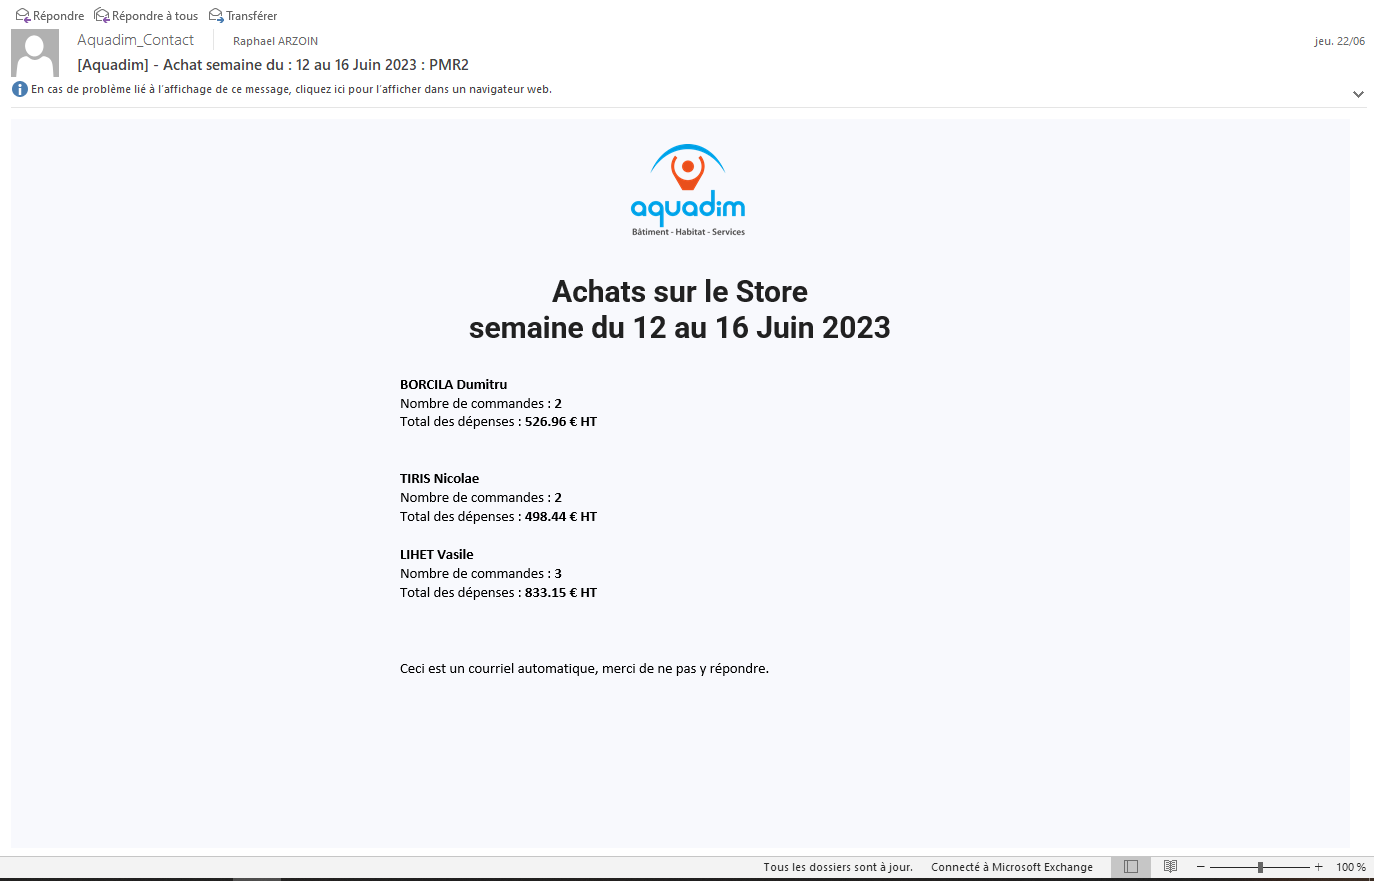 Répondre Répondre à tous Transférer
Aquadim_Contact Raphael ARZOIN jeu. 22/06
[Aquadim] - Achat semaine du : 12 au 16 Juin 2023 : PMR2
i En cas de problème lié à l'affichage de ce message, cliquez ici pour l'afficher dans un navigateur web.
aquadim
Bâtiment - Habitat - Services
Achats sur le Store
semaine du 12 au 16 Juin 2023
BORCILA Dumitru
Nombre de commandes : 2
Total des dépenses : 526.96 € HT
TIRIS Nicolae
Nombre de commandes : 2
Total des dépenses : 498.44 € HT
LIHET Vasile
Nombre de commandes : 3
Total des dépenses : 833.15 € HT
Ceci est un courriel automatique, merci de ne pas y répondre.
Tous les dossiers sont à jour. Connecté à Microsoft Exchange 100 %